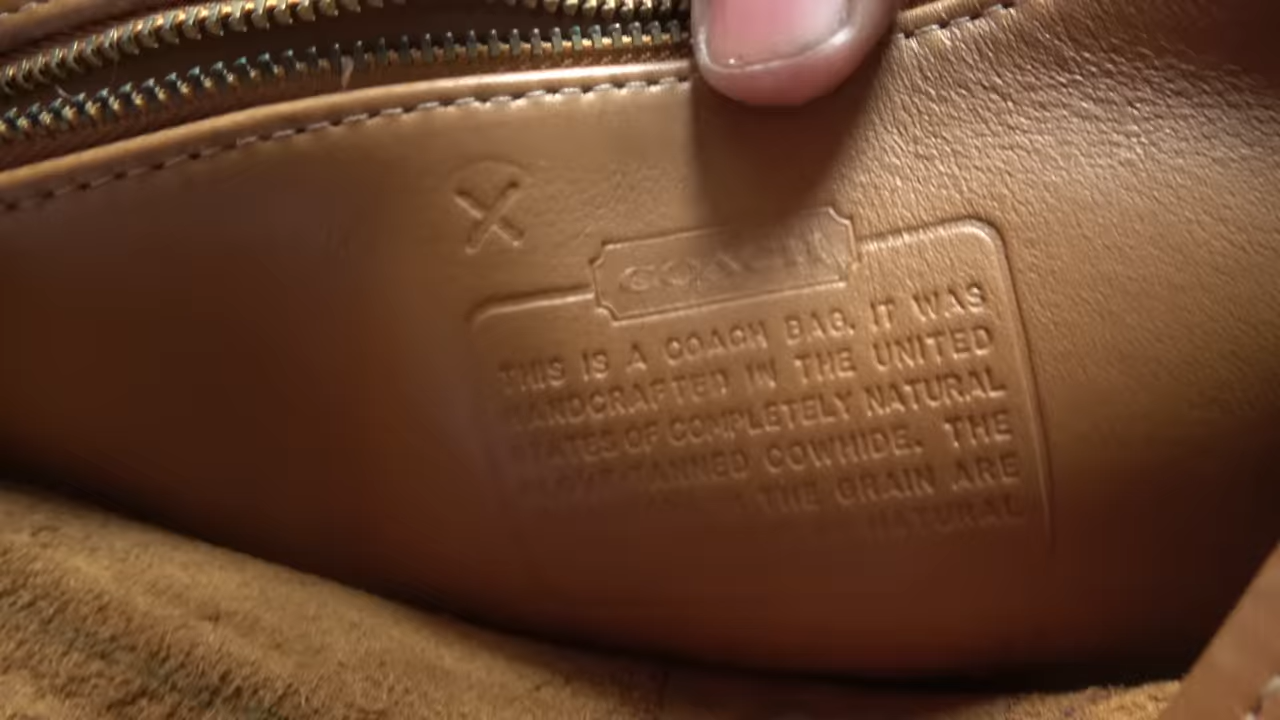 X
COACH
THIS IS A COACH BAG. IT WAS
HANDCRAFTED IN THE UNITED
STATES OF COMPLETELY NATURAL
TANNED COWHIDE. THE
THE GRAIN ARE
NATURAL